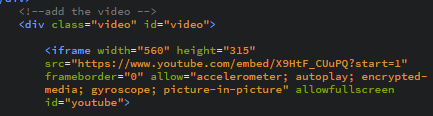 <!--add the video -->
<div class="video" id="video">
<iframe width="560" height="315"
src="https://www.youtube.com/embed/X9HtF_CUuPQ?start=1"
frameborder="0" allow="accelerometer; autoplay; encrypted-
media; gyroscope; picture-in-picture" allowfullscreen
id="youtube">